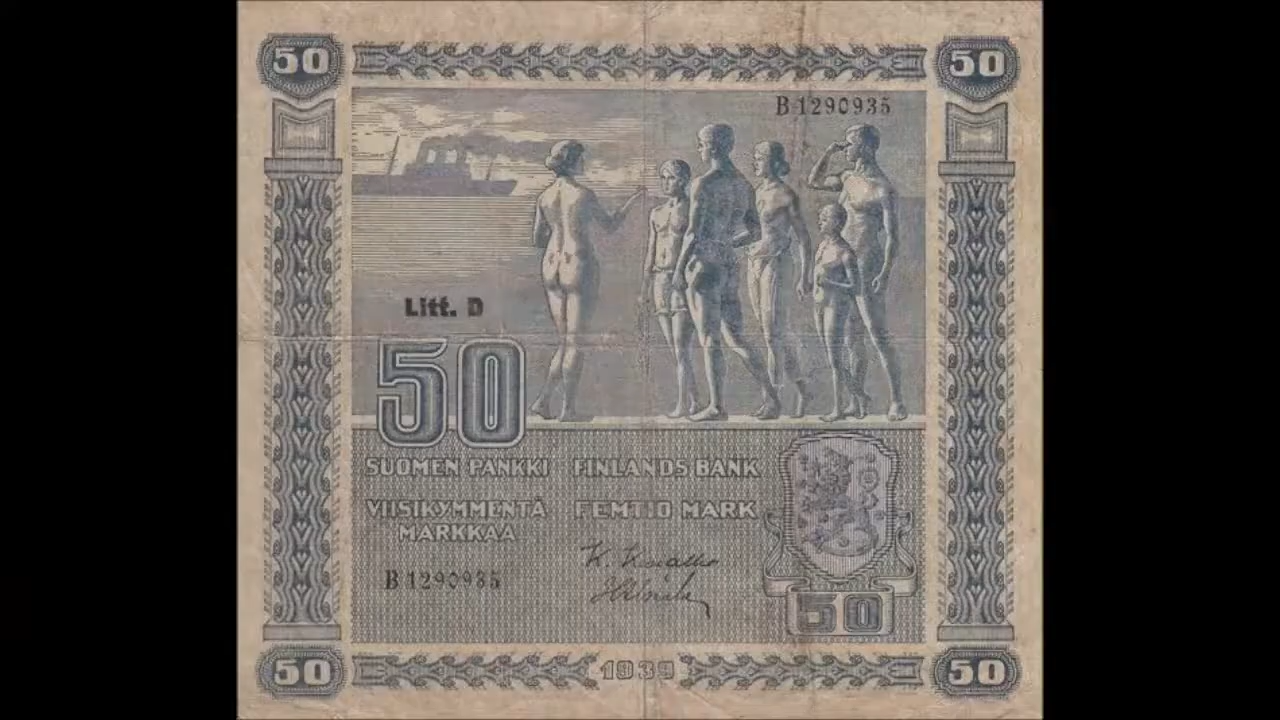 50 50
B 1290935
Litt. D
50
SUOMEN PANKKI FINLANDS BANK
VIISIKYMMENTÄ FEMTIO MARK
MARKKAA
B 1290935
50
50 1939 50